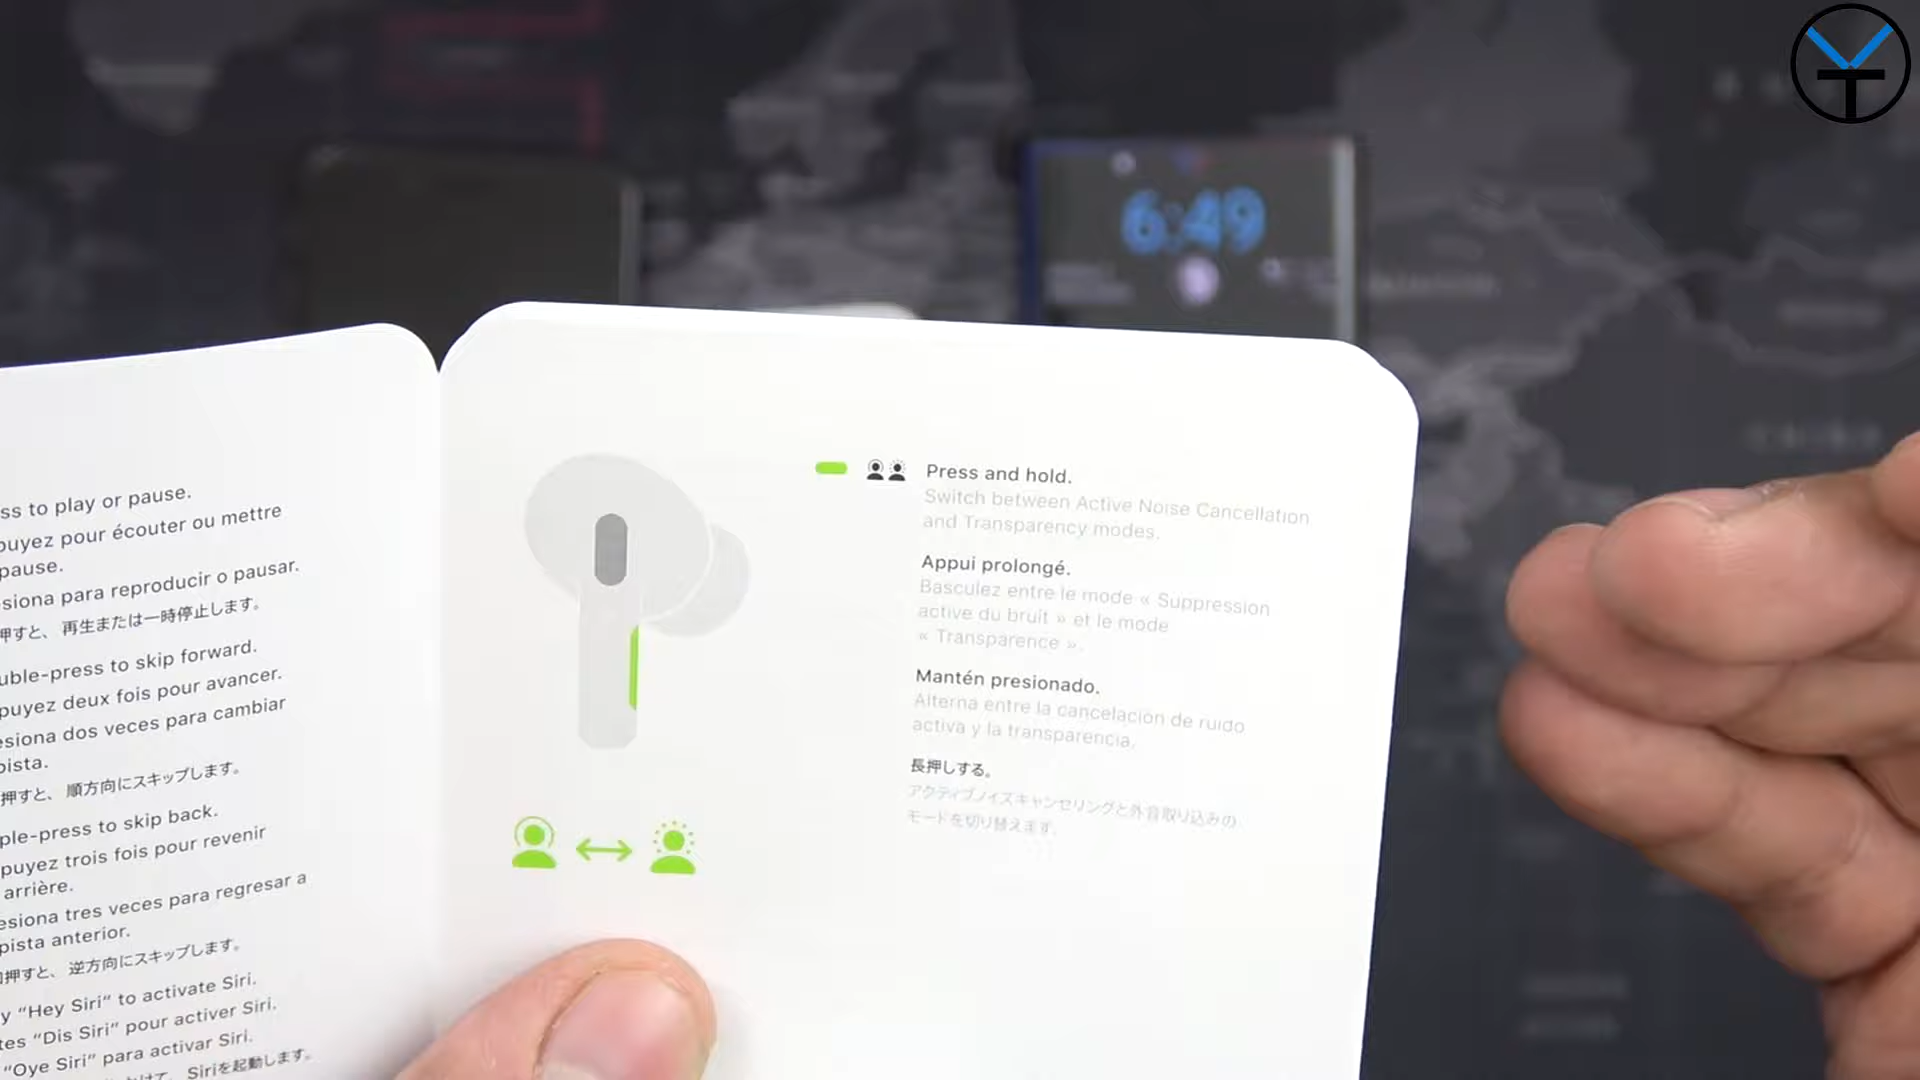 6:49
ss to play or pause.
puyez pour écouter ou mettre
pause.
siona para reproducir o pausar.
押すと、再生または一時停止します。
uble-press to skip forward.
puyez deux fois pour avancer.
esiona dos veces para cambiar
pista.
押すと、順方向にスキップします。
ple-press to skip back.
puyez trois fois pour revenir
arrière.
esiona tres veces para regresar a
pista anterior.
押すと、逆方向にスキップします。
y “Hey Siri” to activate Siri.
tes “Dis Siri” pour activer Siri.
“Oye Siri” para activar Siri.
けて、Siriを起動します。
Press and hold.
Switch between Active Noise Cancellation
and Transparency modes.
Appui prolongé.
Basculez entre le mode « Suppression
active du bruit » et le mode
« Transparence ».
Mantén presionado.
Alterna entre la cancelación de ruido
activa y la transparencia.
長押しする。
アクティブノイズキャンセリングと外音取り込みの
モードを切り替えます。